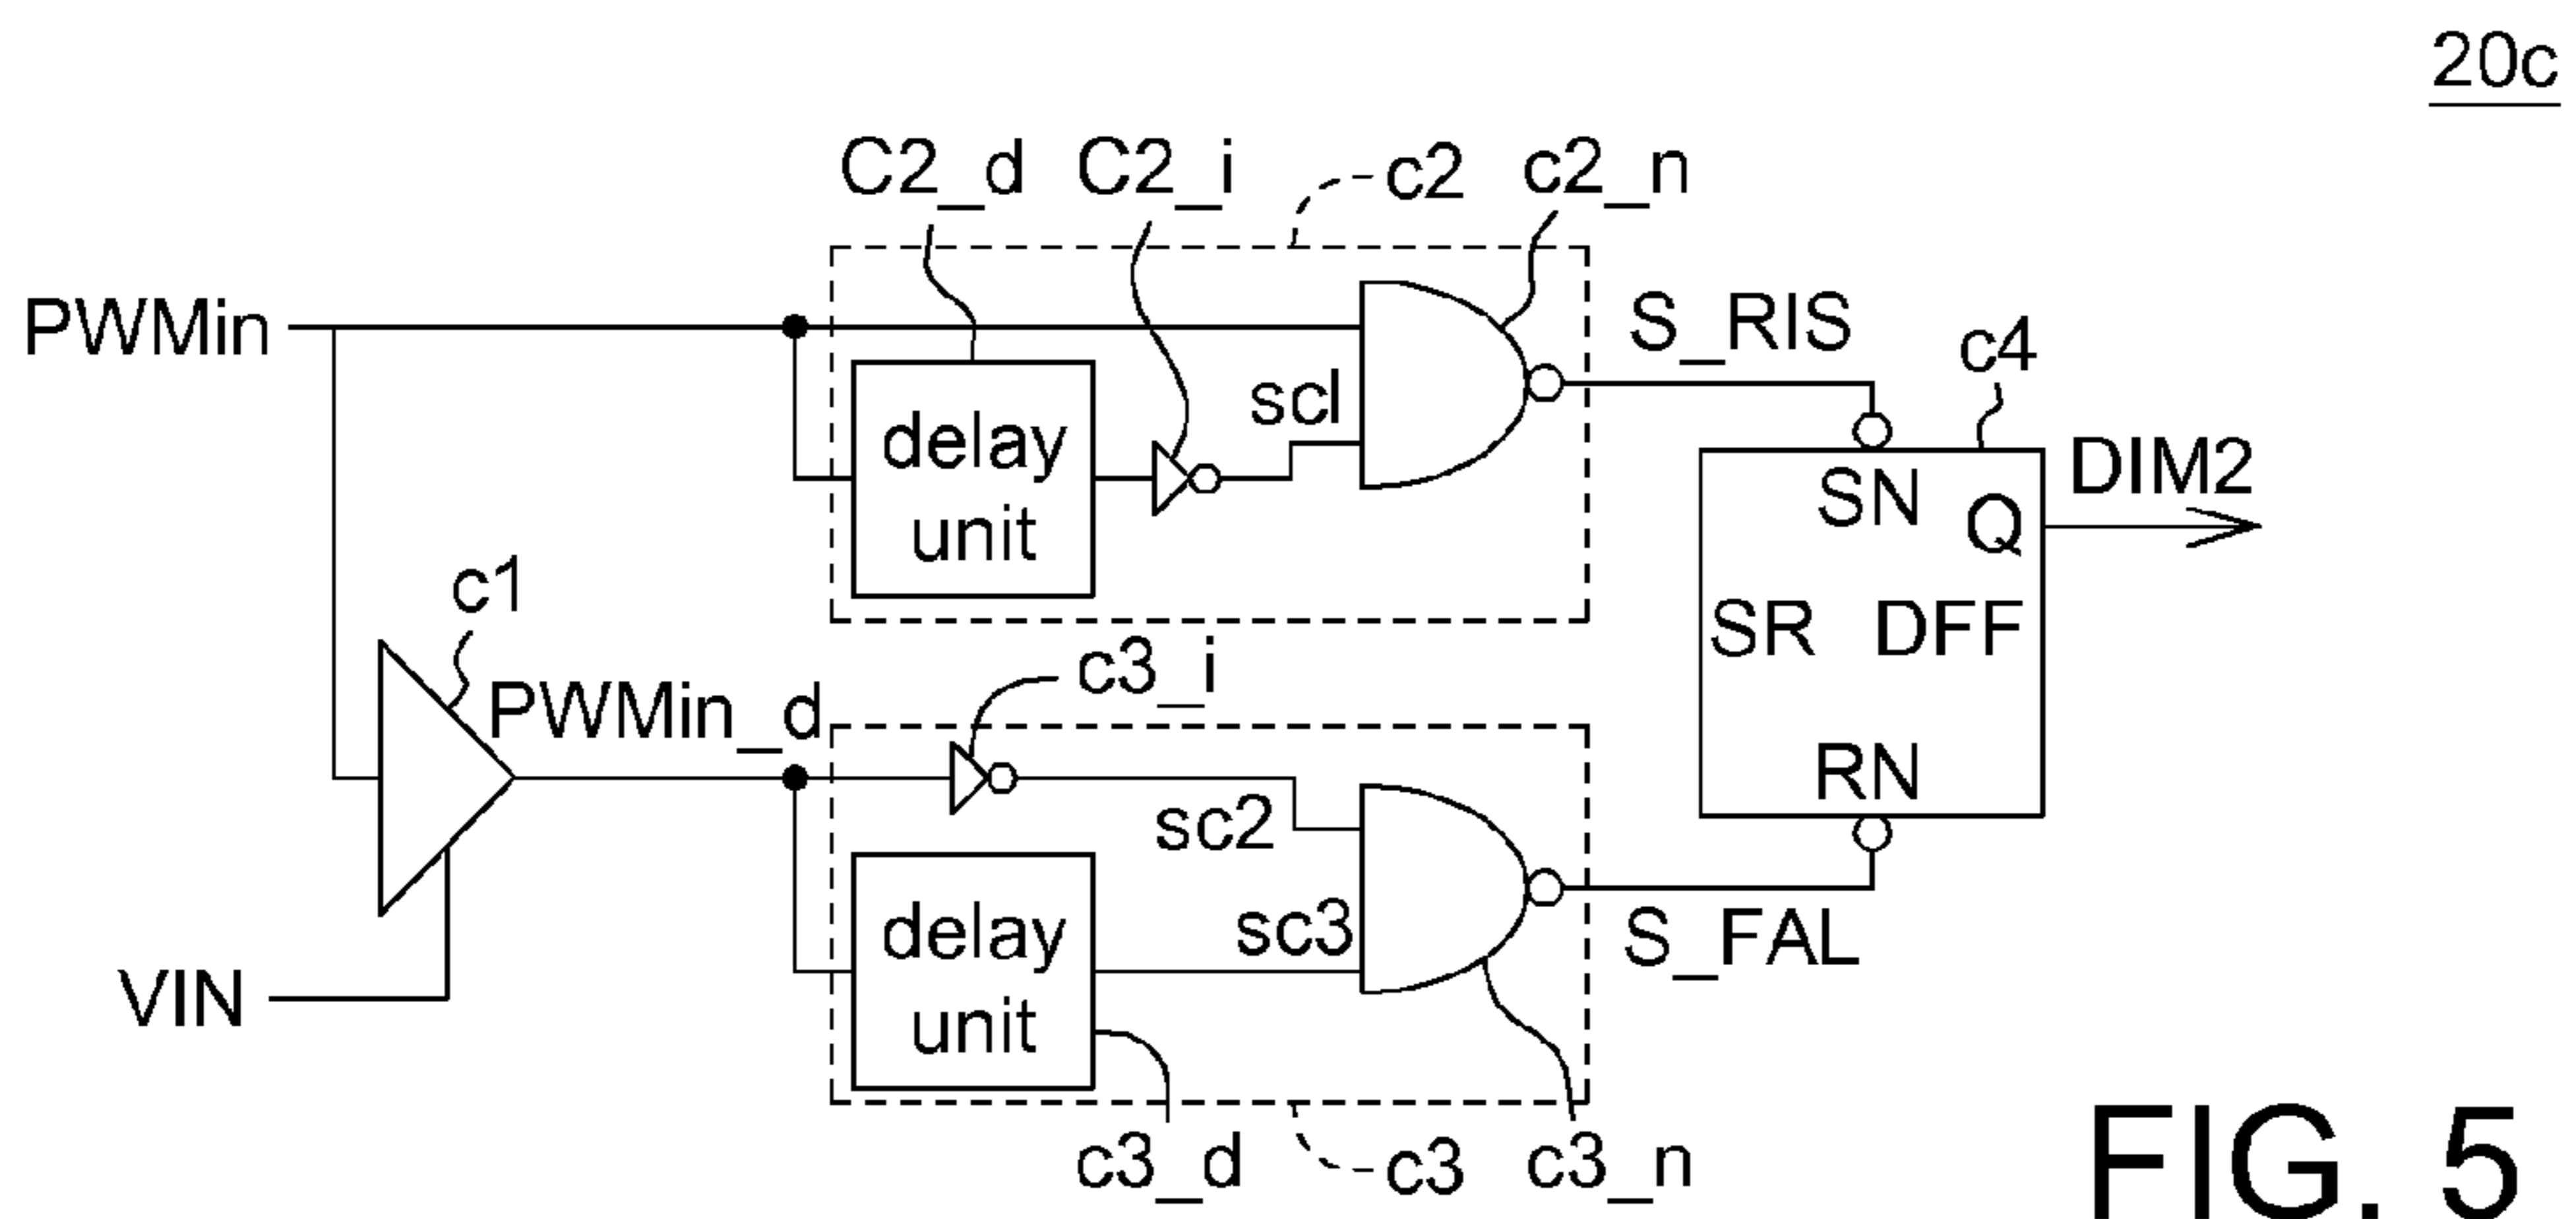 20c
C2_d
C2_i
c2
c2_n
PWMin
S_RIS
c4
delay
unit
scl
DIM2
SN
Q
SR DFF
RN
c1
PWMin_d
c3_i
sc2
delay
unit
sc3
S_FAL
VIN
c3_d
c3
c3_n
FIG. 5